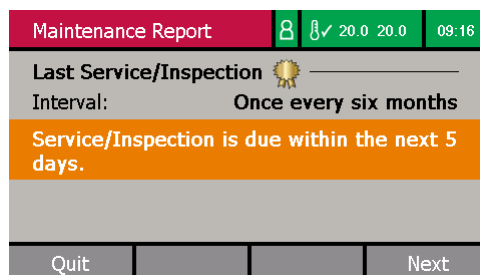 Maintenance Report 8 20.0 20.0 09:16
Last Service/Inspection
Interval: Once every six months
Service/Inspection is due within the next 5
days.
Quit Next